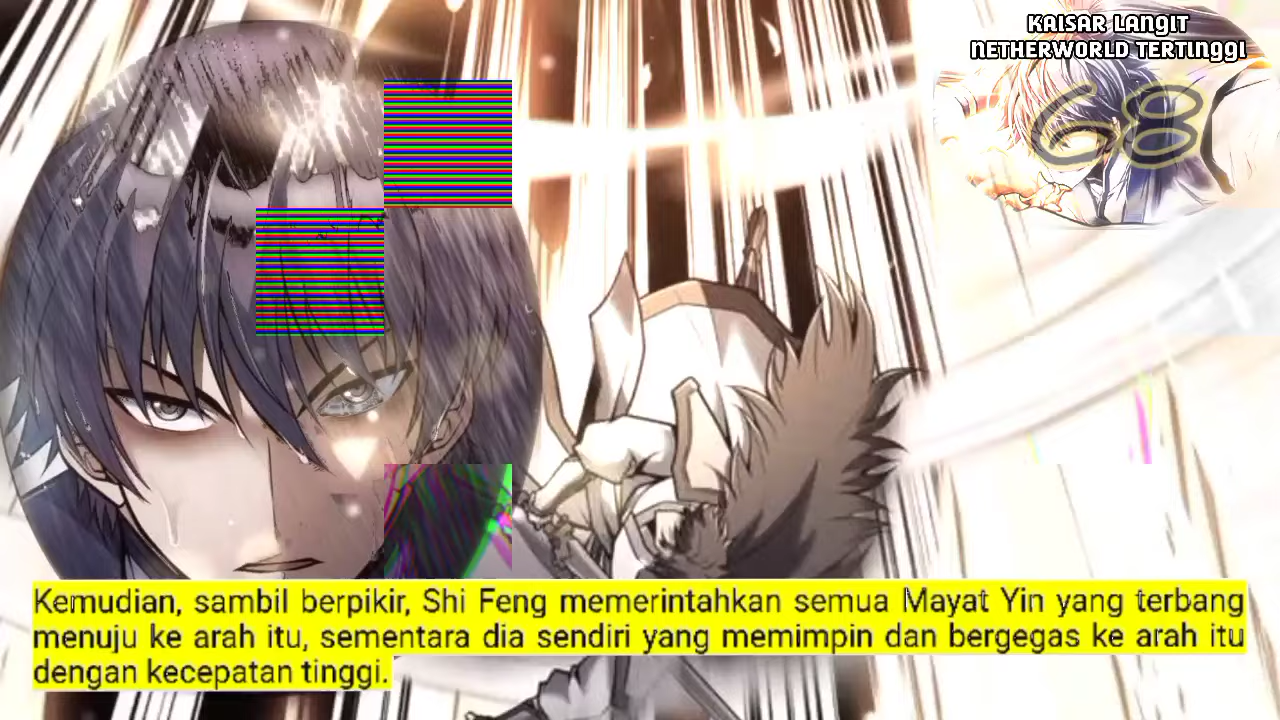 KAISAR LANGIT
NETHERWORLD TERTINGGI
68
Kemudian, sambil berpikir, Shi Feng memerintahkan semua Mayat Yin yang terbang
menuju ke arah itu, sementara dia sendiri yang memimpin dan bergegas ke arah itu
dengan kecepatan tinggi.